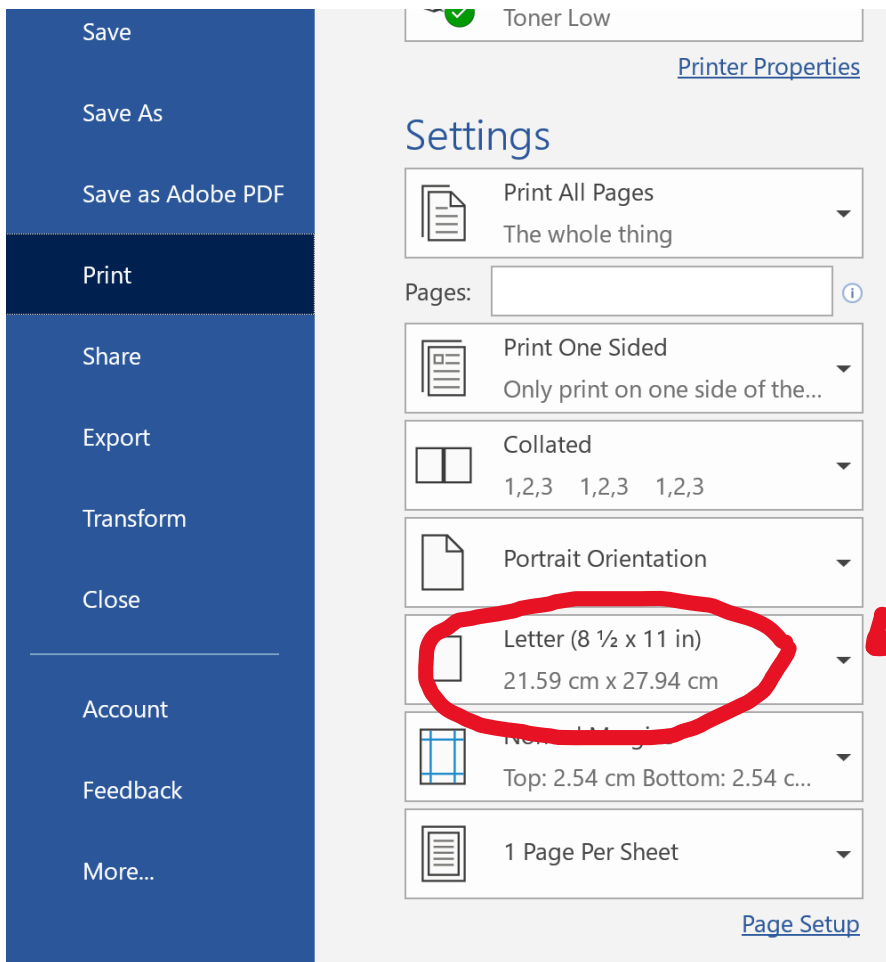 Save
Save As
Save as Adobe PDF
Print
Share
Export
Transform
Close
Account
Feedback
More...
Toner Low
Printer Properties
Settings
Print All Pages
The whole thing
Pages:
Print One Sided
Only print on one side of the...
Collated
1,2,3 1,2,3 1,2,3
Portrait Orientation
Letter (8 ½ x 11 in)
21.59 cm x 27.94 cm
Normal Margins
Top: 2.54 cm Bottom: 2.54 c...
1 Page Per Sheet
Page Setup